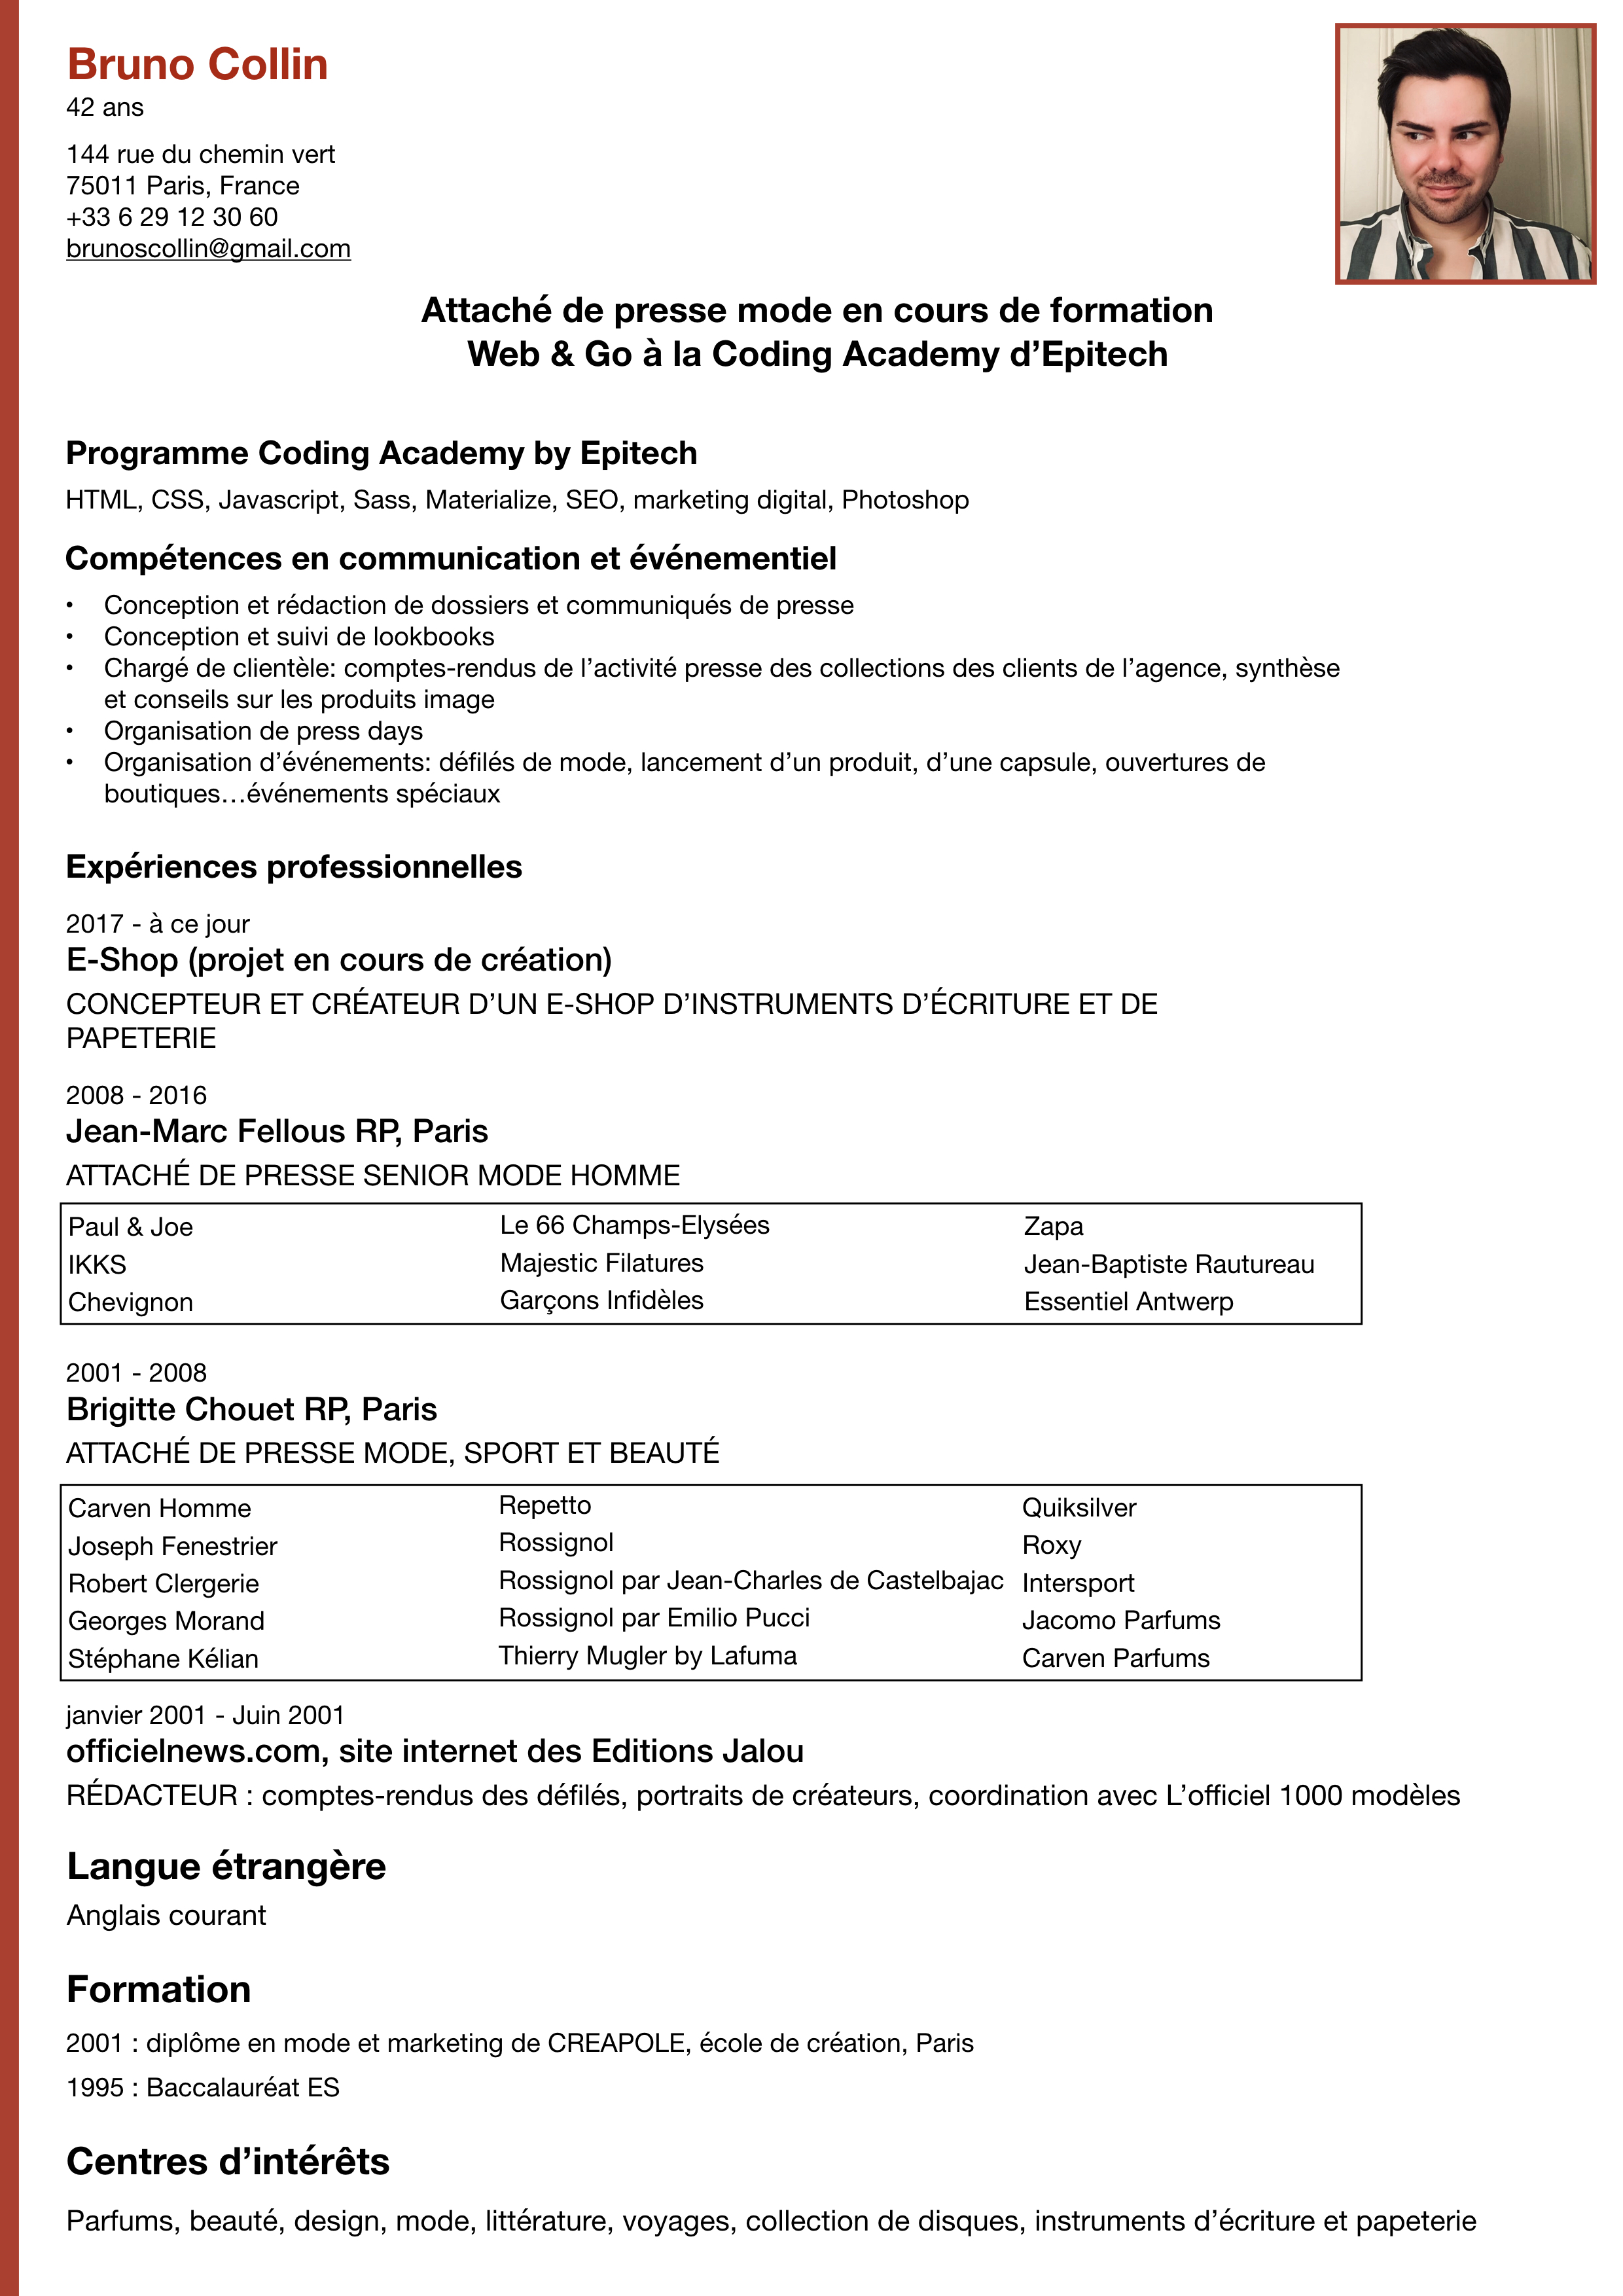 Bruno Collin
42 ans
144 rue du chemin vert
75011 Paris, France
+33 6 29 12 30 60
brunoscollin@gmail.com
Attaché de presse mode en cours de formation
Web & Go à la Coding Academy d’Epitech
Programme Coding Academy by Epitech
HTML, CSS, Javascript, Sass, Materialize, SEO, marketing digital, Photoshop
Compétences en communication et événementiel
• Conception et rédaction de dossiers et communiqués de presse
• Conception et suivi de lookbooks
• Chargé de clientèle: comptes-rendus de l’activité presse des collections des clients de l’agence, synthèse
et conseils sur les produits image
• Organisation de press days
• Organisation d’événements: défilés de mode, lancement d’un produit, d’une capsule, ouvertures de
boutiques…événements spéciaux
Expériences professionnelles
2017 - à ce jour
E-Shop (projet en cours de création)
CONCEPTEUR ET CRÉATEUR D’UN E-SHOP D’INSTRUMENTS D’ÉCRITURE ET DE
PAPETERIE
2008 - 2016
Jean-Marc Fellous RP, Paris
ATTACHÉ DE PRESSE SENIOR MODE HOMME
Paul & Joe Le 66 Champs-Elysées Zapa
IKKS Majestic Filatures Jean-Baptiste Rautureau
Chevignon Garçons Infidèles Essentiel Antwerp
2001 - 2008
Brigitte Chouet RP, Paris
ATTACHÉ DE PRESSE MODE, SPORT ET BEAUTÉ
Carven Homme Repetto Quiksilver
Joseph Fenestrier Rossignol Roxy
Robert Clergerie Rossignol par Jean-Charles de Castelbajac Intersport
Georges Morand Rossignol par Emilio Pucci Jacomo Parfums
Stéphane Kélian Thierry Mugler by Lafuma Carven Parfums
janvier 2001 - Juin 2001
officielnews.com, site internet des Editions Jalou
RÉDACTEUR : comptes-rendus des défilés, portraits de créateurs, coordination avec L’officiel 1000 modèles
Langue étrangère
Anglais courant
Formation
2001 : diplôme en mode et marketing de CREAPOLE, école de création, Paris
1995 : Baccalauréat ES
Centres d’intérêts
Parfums, beauté, design, mode, littérature, voyages, collection de disques, instruments d’écriture et papeterie